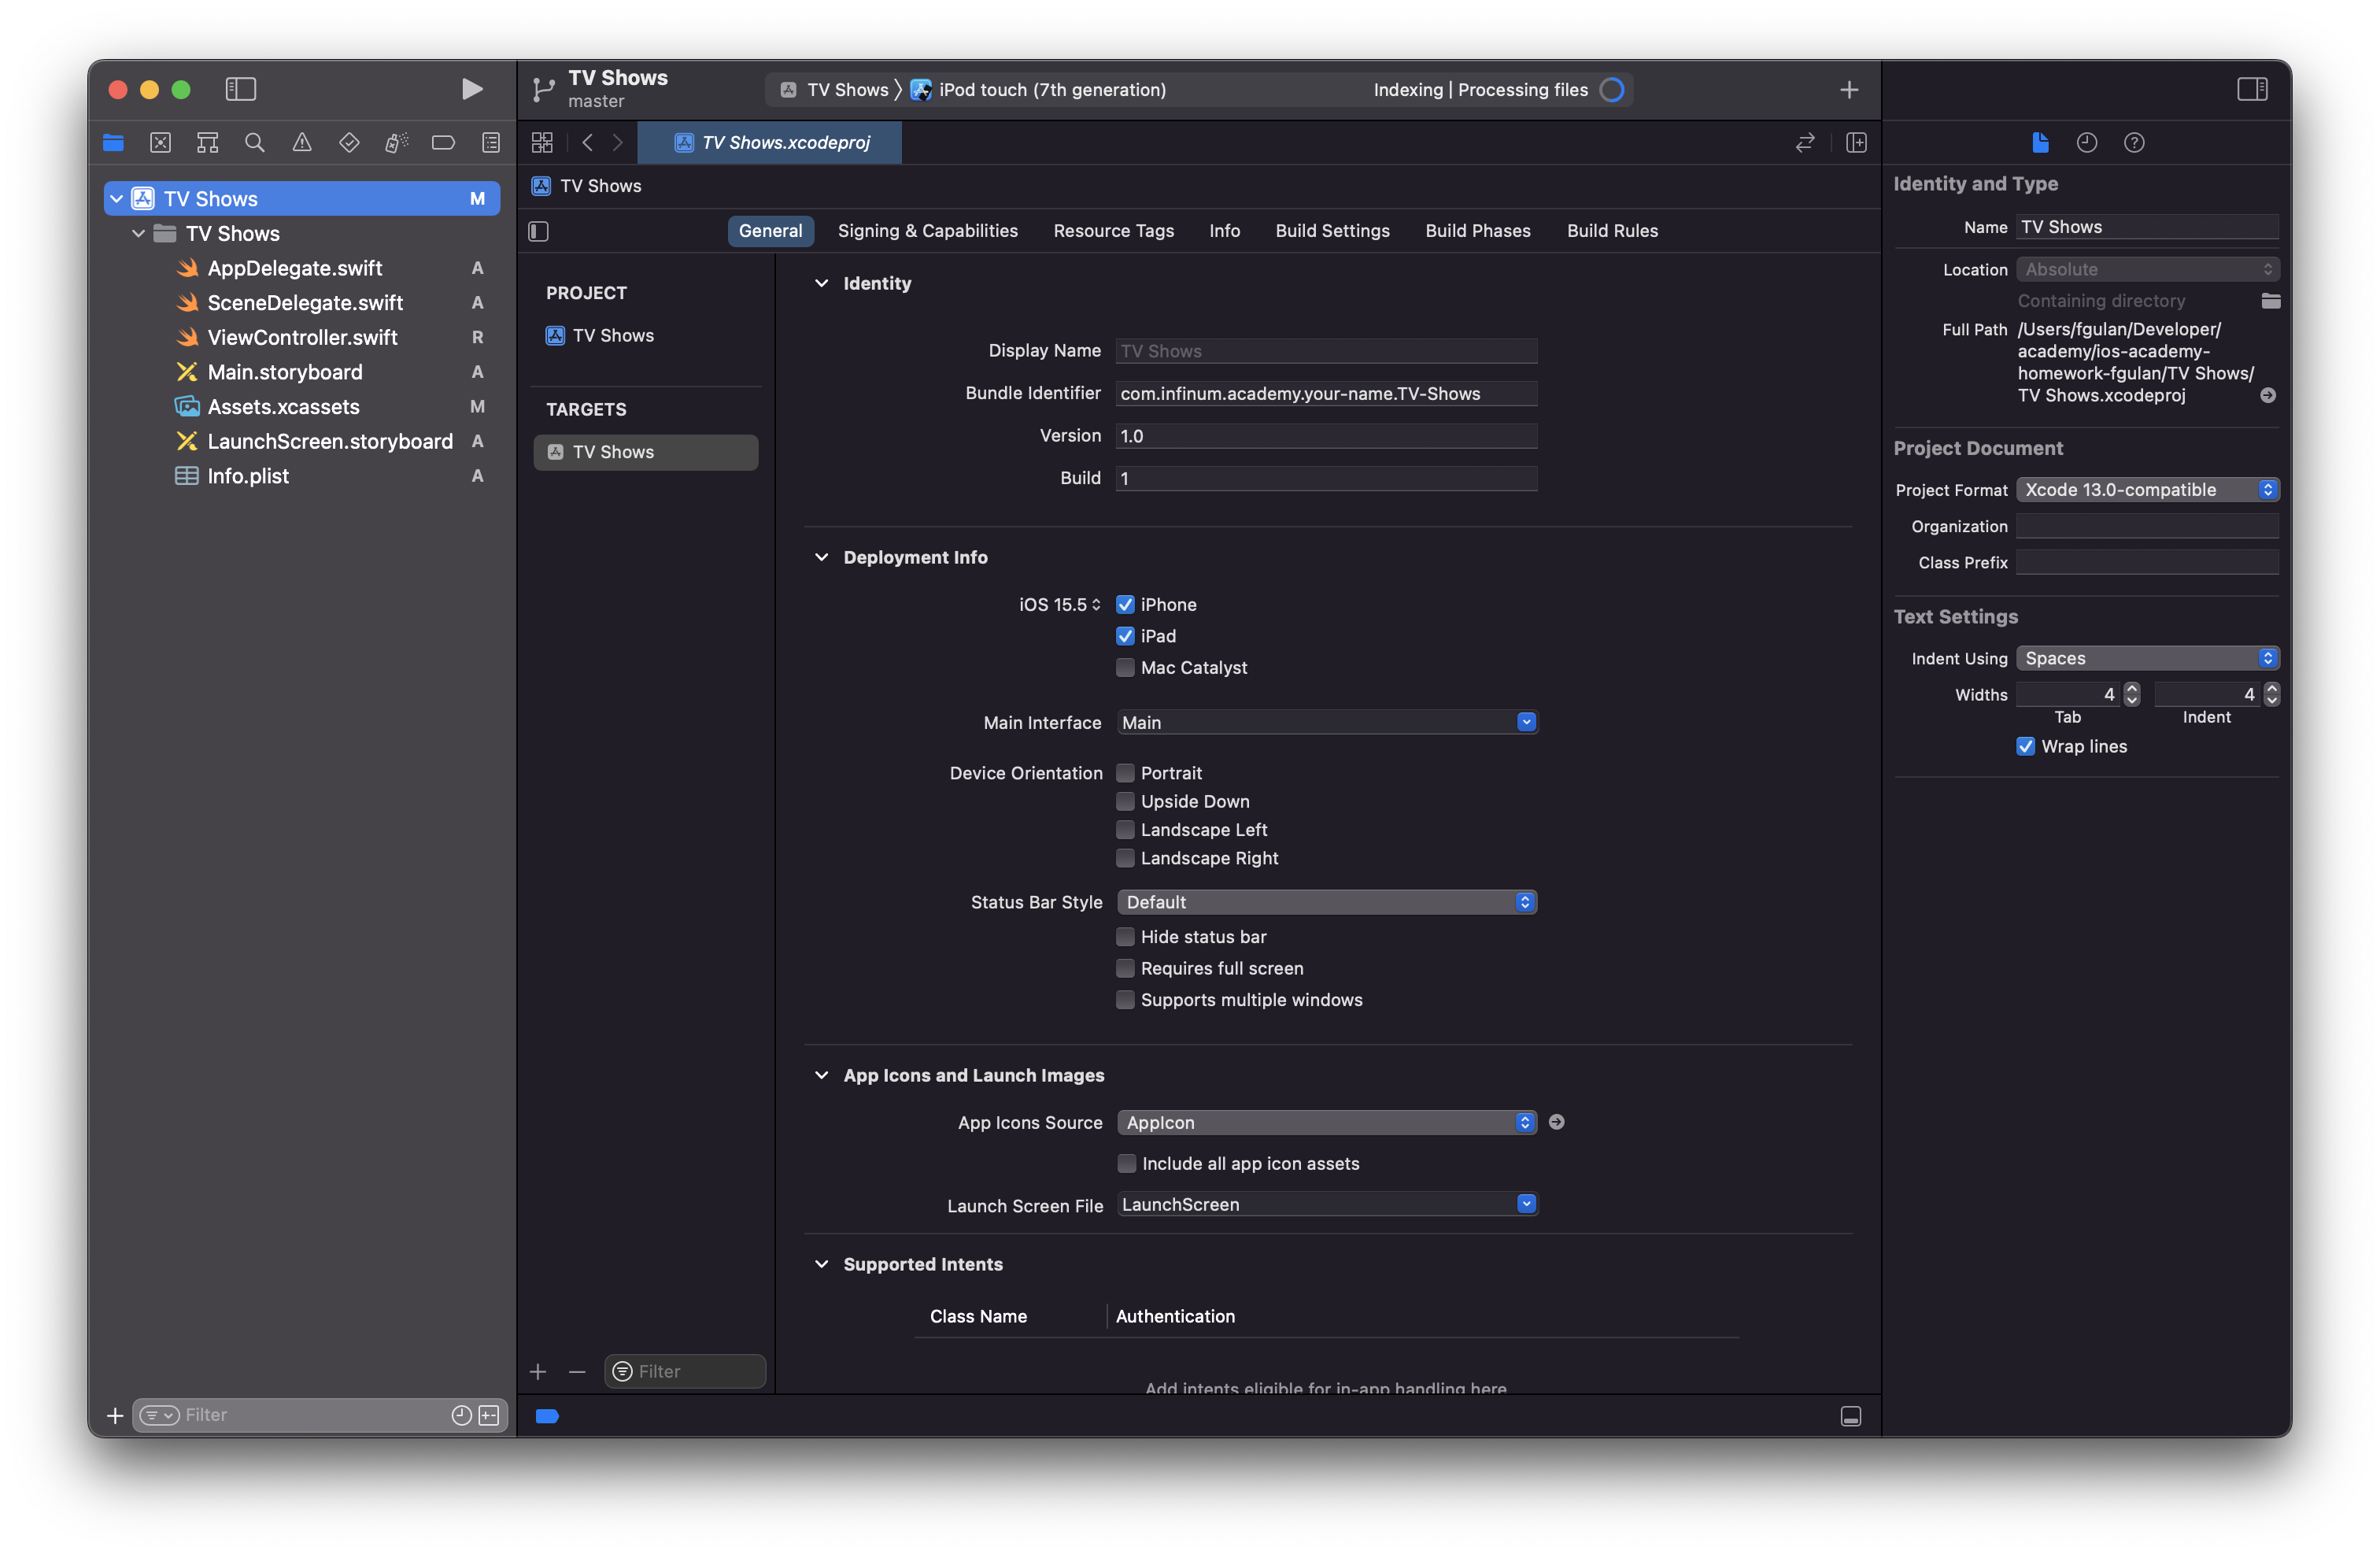 TV Shows
master
TV Shows
iPod touch (7th generation)
Indexing | Processing files
TV Shows M
TV Shows
AppDelegate.swift A
SceneDelegate.swift A
ViewController.swift R
Main.storyboard A
Assets.xcassets M
LaunchScreen.storyboard A
Info.plist A
Filter
TV Shows.xcodeproj
TV Shows
General Signing & Capabilities Resource Tags Info Build Settings Build Phases Build Rules
PROJECT
TV Shows
TARGETS
TV Shows
Filter
Identity
Display Name TV Shows
Bundle Identifier com.infinum.academy.your-name.TV-Shows
Version 1.0
Build 1
Deployment Info
iOS 15.5 iPhone
iPad
Mac Catalyst
Main Interface Main
Device Orientation Portrait
Upside Down
Landscape Left
Landscape Right
Status Bar Style Default
Hide status bar
Requires full screen
Supports multiple windows
App Icons and Launch Images
App Icons Source AppIcon
Include all app icon assets
Launch Screen File LaunchScreen
Supported Intents
Class Name Authentication
Add intents eligible for in-app handling here
Identity and Type
Name TV Shows
Location Absolute
Containing directory
Full Path /Users/fgulan/Developer/
academy/ios-academy-
homework-fgulan/TV Shows/
TV Shows.xcodeproj
Project Document
Project Format Xcode 13.0-compatible
Organization
Class Prefix
Text Settings
Indent Using Spaces
Widths 4 4
Tab Indent
Wrap lines